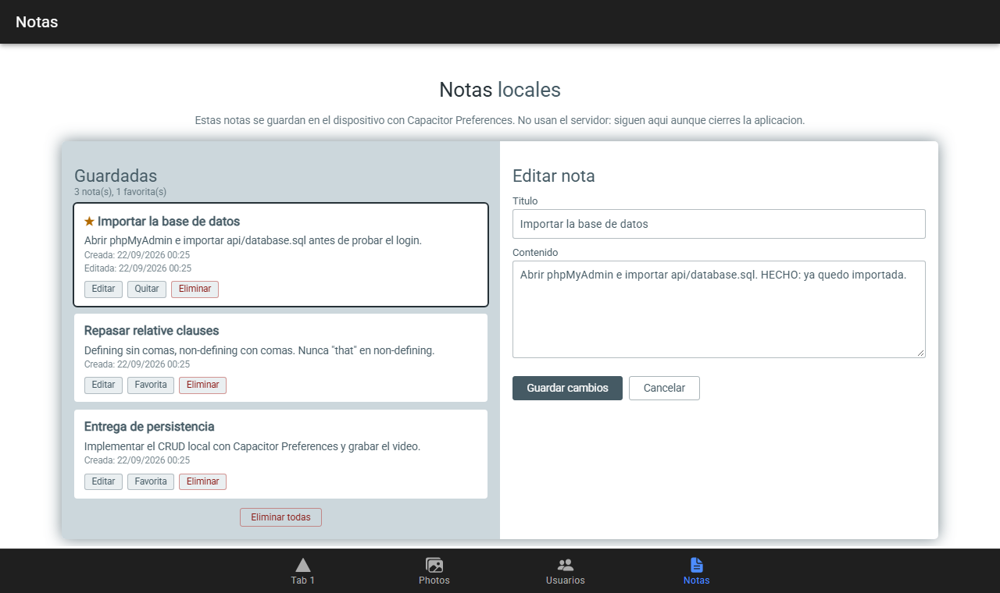 Notas
Notas locales
Estas notas se guardan en el dispositivo con Capacitor Preferences. No usan el servidor: siguen aqui aunque cierres la aplicacion.
Guardadas
3 nota(s), 1 favorita(s)
★ Importar la base de datos
Abrir phpMyAdmin e importar api/database.sql antes de probar el login.
Creada: 22/09/2026 00:25
Editada: 22/09/2026 00:25
Editar
Quitar
Eliminar
Repasar relative clauses
Defining sin comas, non-defining con comas. Nunca "that" en non-defining.
Creada: 22/09/2026 00:25
Editar
Favorita
Eliminar
Entrega de persistencia
Implementar el CRUD local con Capacitor Preferences y grabar el video.
Creada: 22/09/2026 00:25
Editar
Favorita
Eliminar
Eliminar todas
Editar nota
Titulo
Importar la base de datos
Contenido
Abrir phpMyAdmin e importar api/database.sql. HECHO: ya quedo importada.
Guardar cambios
Cancelar
Tab 1
Photos
Usuarios
Notas